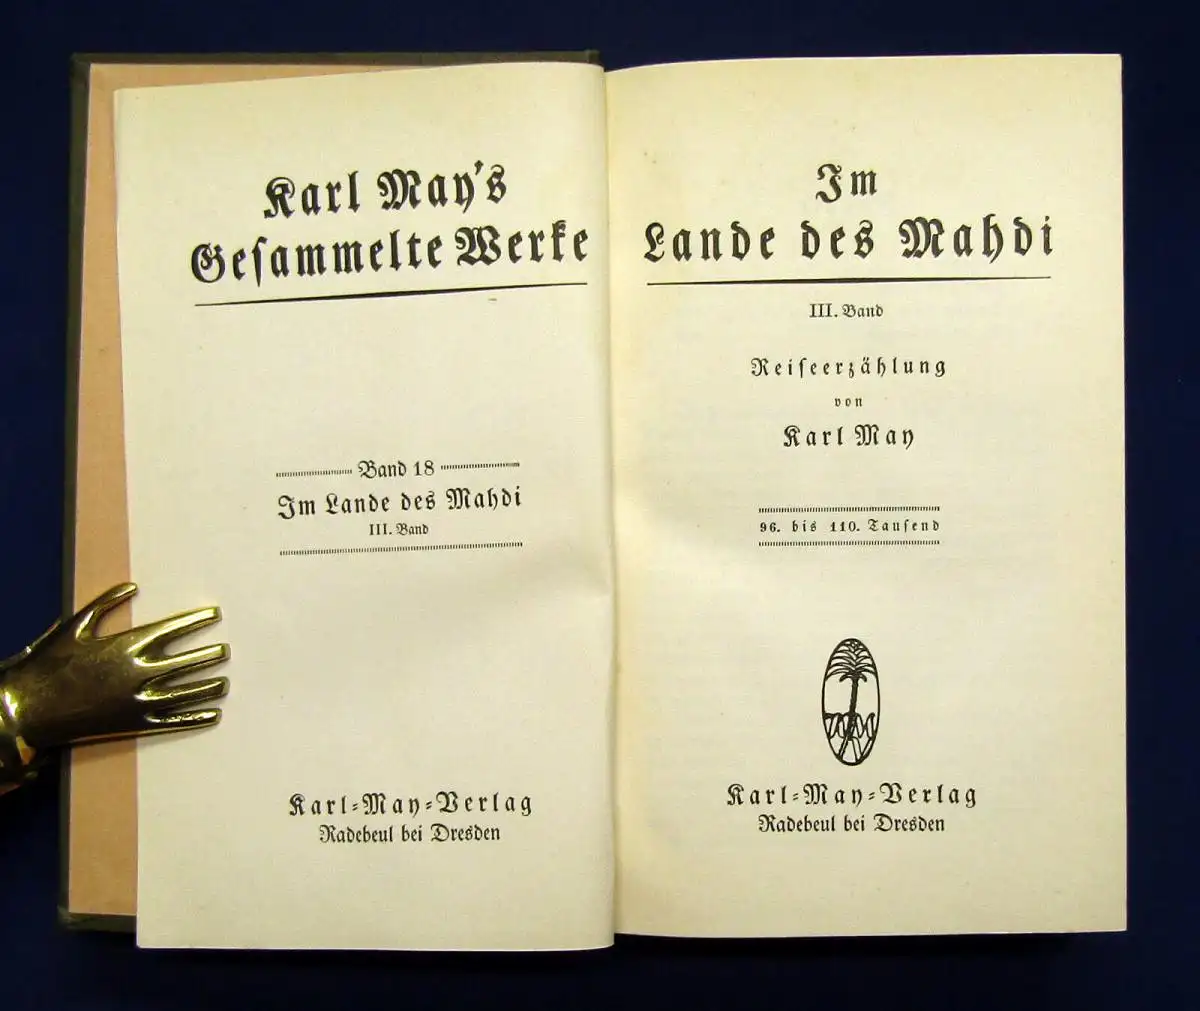 Karl May's
Gesammelte Werke
Band 18
Im Lande des Mahdi
III. Band
Karl-May-Verlag
Radebeul bei Dresden
Im
Lande des Mahdi
III. Band
Reiseerzählung
von
Karl May
96. bis 110. Tausend
Karl-May-Verlag
Radebeul bei Dresden